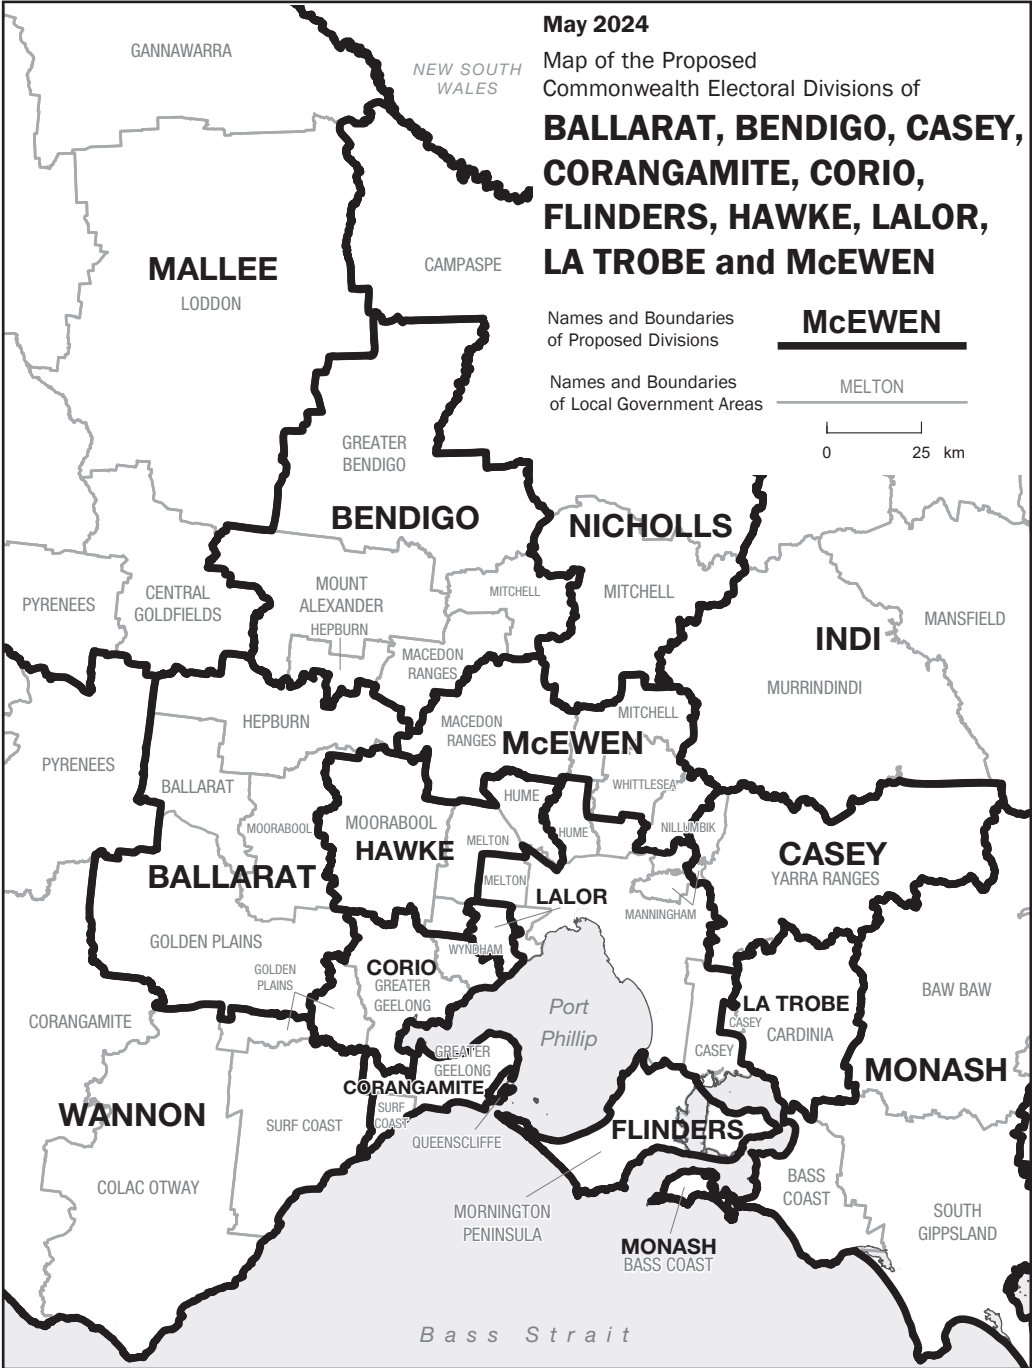 May 2024
Map of the Proposed
Commonwealth Electoral Divisions of
BALLARAT, BENDIGO, CASEY,
CORANGAMITE, CORIO,
FLINDERS, HAWKE, LALOR,
LA TROBE and McEWEN
Names and Boundaries
of Proposed Divisions
McEWEN
Names and Boundaries
of Local Government Areas
MELTON
0 25 km
GANNAWARRA
NEW SOUTH
WALES
MALLEE
LODDON
CAMPASPE
GREATER
BENDIGO
BENDIGO
NICHOLLS
PYRENEES
CENTRAL
GOLDFIELDS
MOUNT
ALEXANDER
HEPBURN
MITCHELL
MITCHELL
MACEDON
RANGES
INDI
MANSFIELD
MURRINDINDI
HEPBURN
MACEDON
RANGES
MITCHELL
McEWEN
PYRENEES
BALLARAT
MOORABOOL
MOORABOOL
HAWKE
HUME
WHITTLESEA
MELTON
HUME
NILLUMBIK
CASEY
YARRA RANGES
BALLARAT
MELTON
LALOR
MANNINGHAM
GOLDEN PLAINS
WYNDHAM
GOLDEN
PLAINS
CORIO
GREATER
GEELONG
Port
Phillip
LA TROBE
CASEY
CARDINIA
CASEY
BAW BAW
CORANGAMITE
GREATER
GEELONG
CORANGAMITE
MONASH
WANNON
SURF COAST
SURF
COAST
QUEENSCLIFFE
FLINDERS
COLAC OTWAY
BASS
COAST
MORNINGTON
PENINSULA
SOUTH
GIPPSLAND
MONASH
BASS COAST
Bass Strait